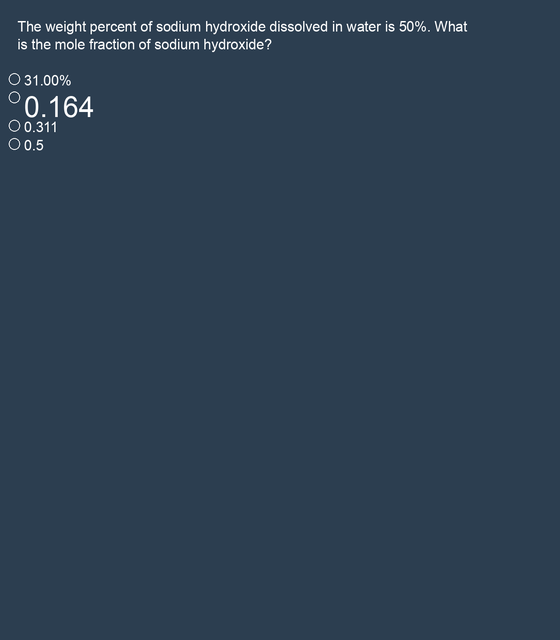 The weight percent of sodium hydroxide dissolved in water is 50%. What
is the mole fraction of sodium hydroxide?
31.00%
0.164
0.311
0.5